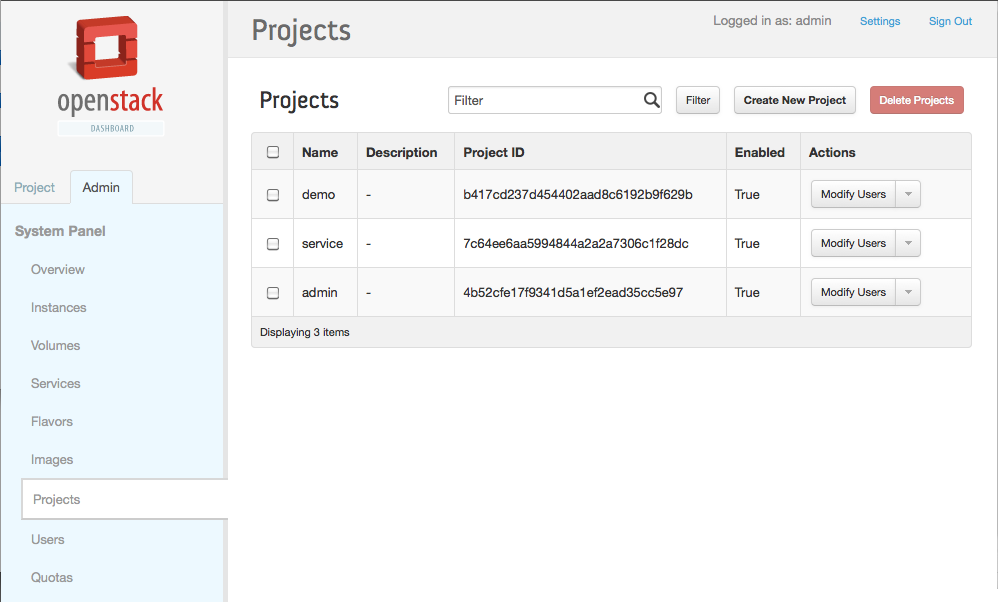 openstack
DASHBOARD
Project Admin
System Panel
Overview
Instances
Volumes
Services
Flavors
Images
Projects
Users
Quotas
Projects
Logged in as: admin Settings Sign Out
Projects
Filter Filter Create New Project Delete Projects
Name Description Project ID Enabled Actions
demo - b417cd237d454402aad8c6192b9f629b True Modify Users
service - 7c64ee6aa5994844a2a2a7306c1f28dc True Modify Users
admin - 4b52cfe17f9341d5a1ef2ead35cc5e97 True Modify Users
Displaying 3 items